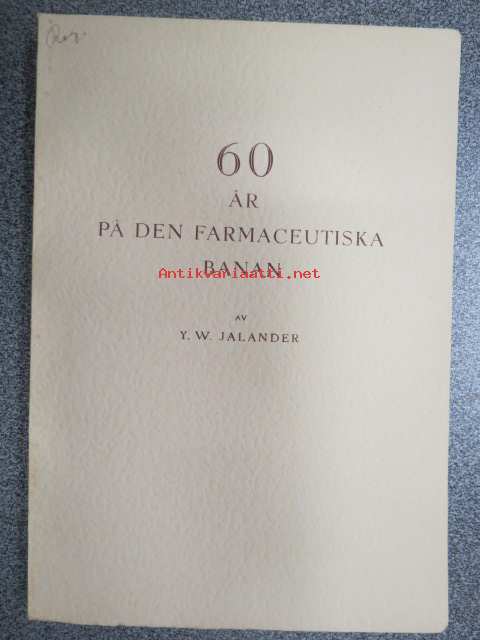 60
ÅR
PÅ DEN FARMACEUTISKA
BANAN
Antikvariaatti.net
AV
Y. W. JALANDER